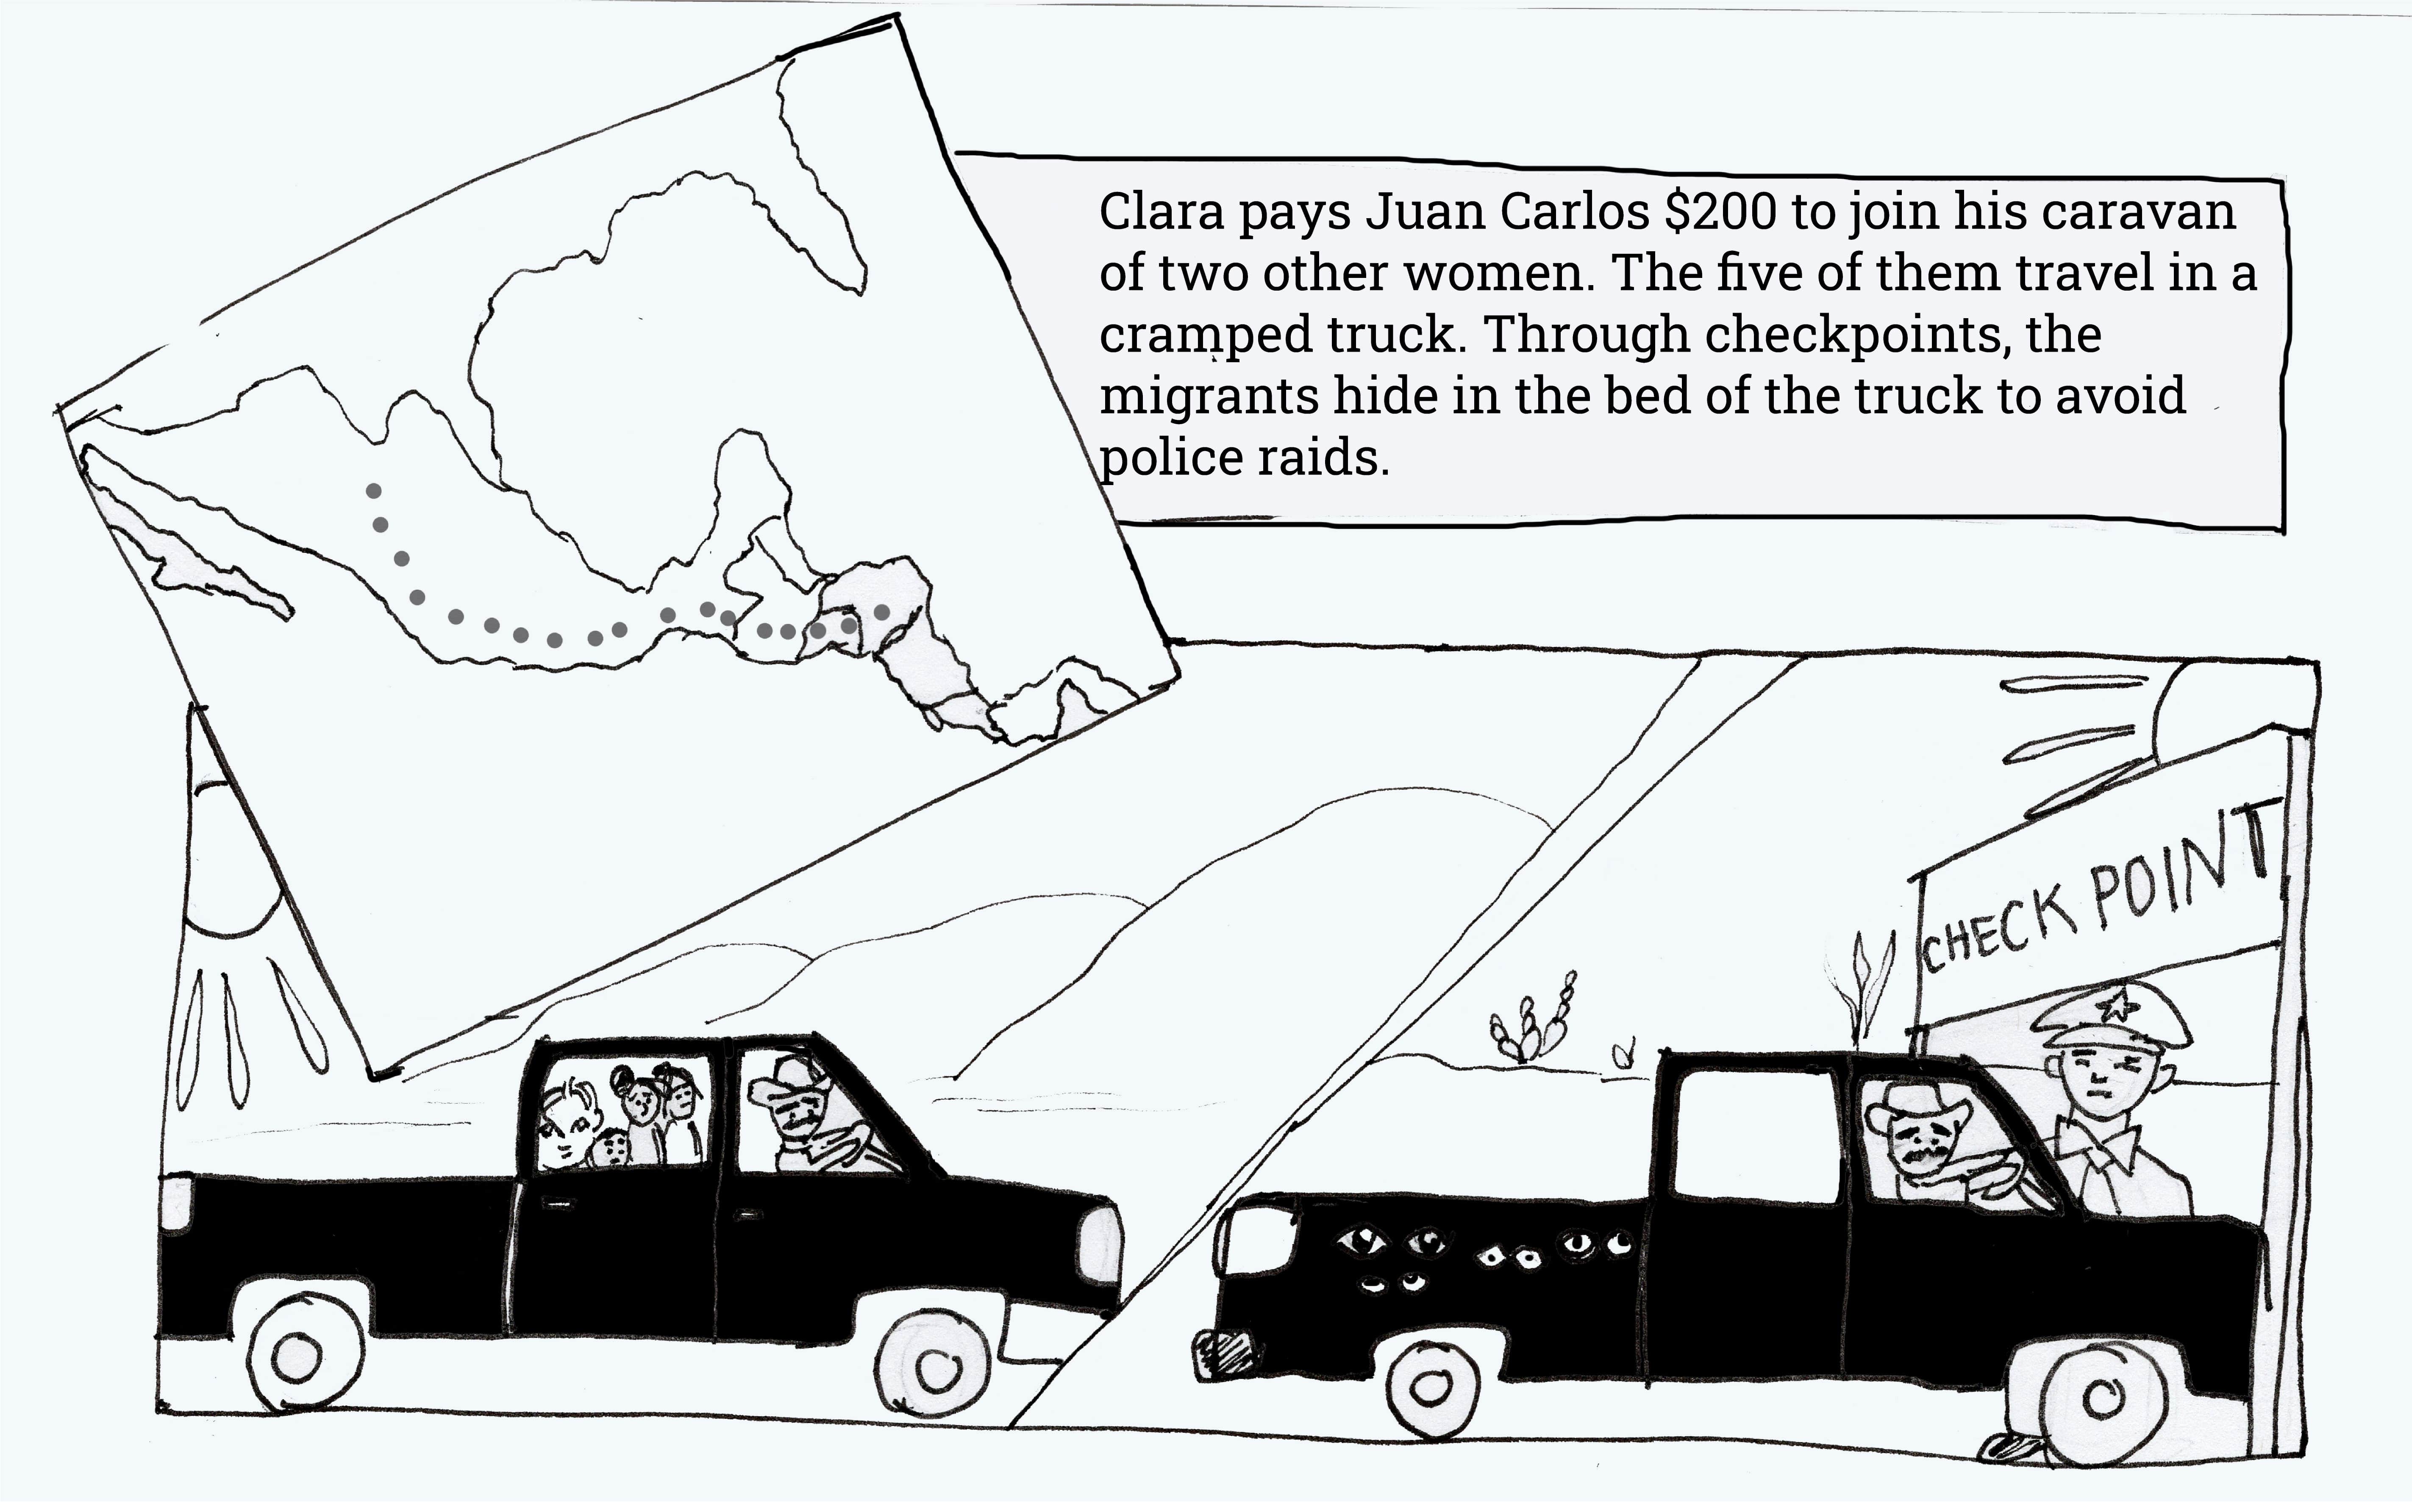 Clara pays Juan Carlos $200 to join his caravan
of two other women. The five of them travel in a
cramped truck. Through checkpoints, the
migrants hide in the bed of the truck to avoid
police raids.
CHECK POINT